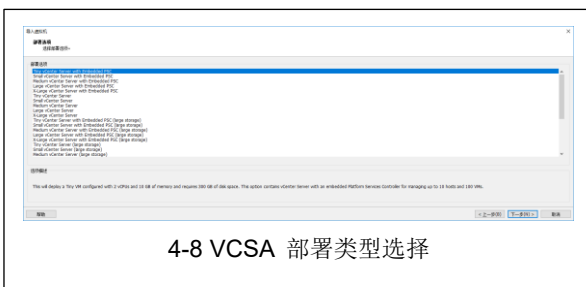 导入虚拟机
部署选项
选择部署选项。
部署选项
Tiny vCenter Server with Embedded PSC
Small vCenter Server with Embedded PSC
Medium vCenter Server with Embedded PSC
Large vCenter Server with Embedded PSC
X-Large vCenter Server with Embedded PSC
Tiny vCenter Server
Small vCenter Server
Medium vCenter Server
Large vCenter Server
X-Large vCenter Server
Tiny vCenter Server with Embedded PSC (large storage)
Small vCenter Server with Embedded PSC (large storage)
Medium vCenter Server with Embedded PSC (large storage)
Large vCenter Server with Embedded PSC (large storage)
X-Large vCenter Server with Embedded PSC (large storage)
Tiny vCenter Server (large storage)
Small vCenter Server (large storage)
Medium vCenter Server (large storage)
选项描述
This will deploy a Tiny VM configured with 2 vCPUs and 10 GB of memory and requires 300 GB of disk space. This option contains vCenter Server with an embedded Platform Services Controller for managing up to 10 hosts and 100 VMs.
帮助
< 上一步(B)
下一步(N) >
取消
4-8 VCSA 部署类型选择